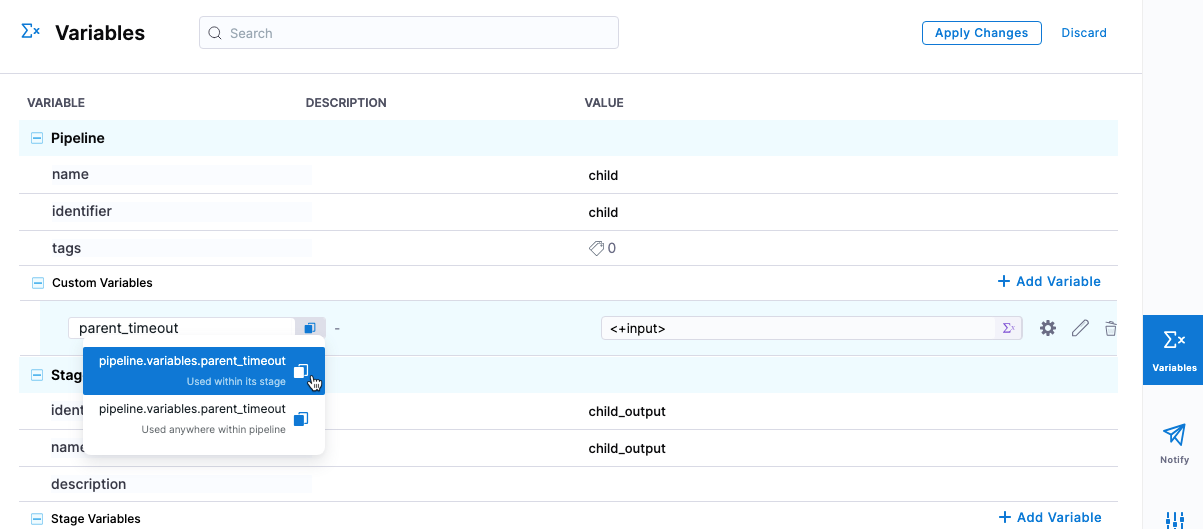 Variables
Search
Apply Changes
Discard
VARIABLE
DESCRIPTION
VALUE
Pipeline
name
child
identifier
child
tags
0
Custom Variables
+ Add Variable
parent_timeout
-
<+input>
pipeline.variables.parent_timeout
Used within its stage
pipeline.variables.parent_timeout
Used anywhere within pipeline
Stag
ident
child_output
name
child_output
description
Stage Variables
+ Add Variable
Variables
Notify